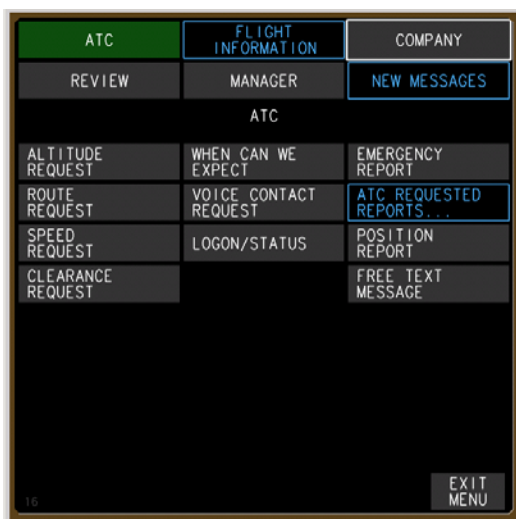 ATC
FLIGHT
INFORMATION
COMPANY
REVIEW
MANAGER
NEW MESSAGES
ATC
ALTITUDE
REQUEST
WHEN CAN WE
EXPECT
EMERGENCY
REPORT
ROUTE
REQUEST
VOICE CONTACT
REQUEST
ATC REQUESTED
REPORTS...
SPEED
REQUEST
LOGON/STATUS
POSITION
REPORT
CLEARANCE
REQUEST
FREE TEXT
MESSAGE
EXIT
MENU
16